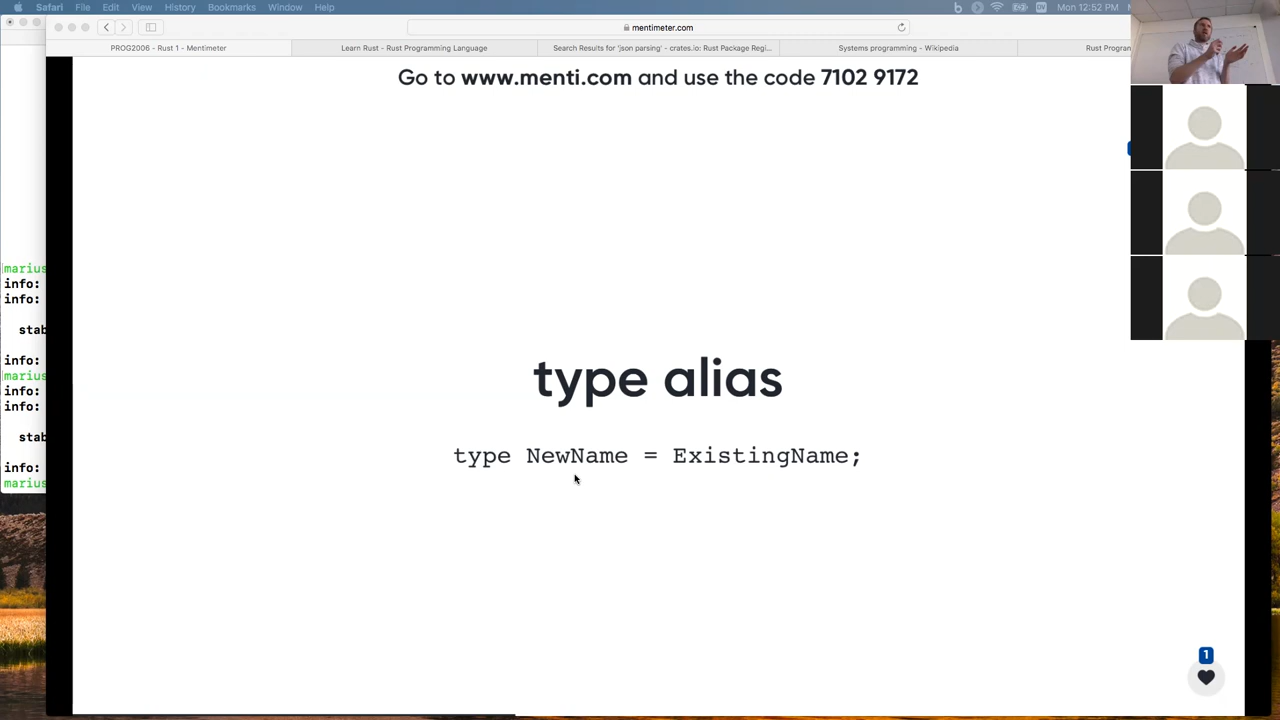 Safari File Edit View History Bookmarks Window Help
Mon 12:52 PM
mentimeter.com
PROG2006 - Rust 1 - Mentimeter
Learn Rust - Rust Programming Language
Search Results for 'json parsing' - crates.io: Rust Package Regi...
Systems programming - Wikipedia
Rust Program
Go to www.menti.com and use the code 7102 9172
marius
info:
info:
stab
info:
marius
info:
info:
stab
info:
marius
type alias
type NewName = ExistingName;
1